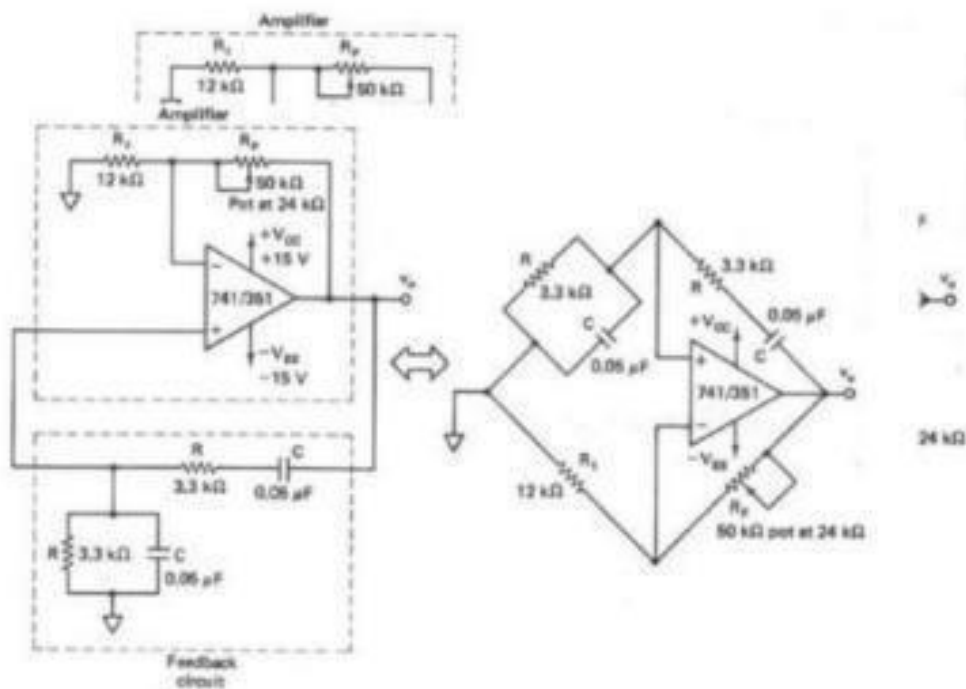 Amplifier
R₁
R_F
12 kΩ
50 kΩ
Amplifier
R₁
R_F
12 kΩ
50 kΩ
Pot at 24 kΩ
+V_CC
+15 V
−
741/351
+
v_o
−V_EE
−15 V
R
C
3.3 kΩ
0.05 μF
R
3.3 kΩ
C
0.05 μF
Feedback
circuit
R
3.3 kΩ
C
0.05 μF
3.3 kΩ
R
0.05 μF
C
+V_CC
+
741/351
−
v_o
−V_EE
R₁
12 kΩ
R_F
50 kΩ pot at 24 kΩ
F
v_o
24 kΩ